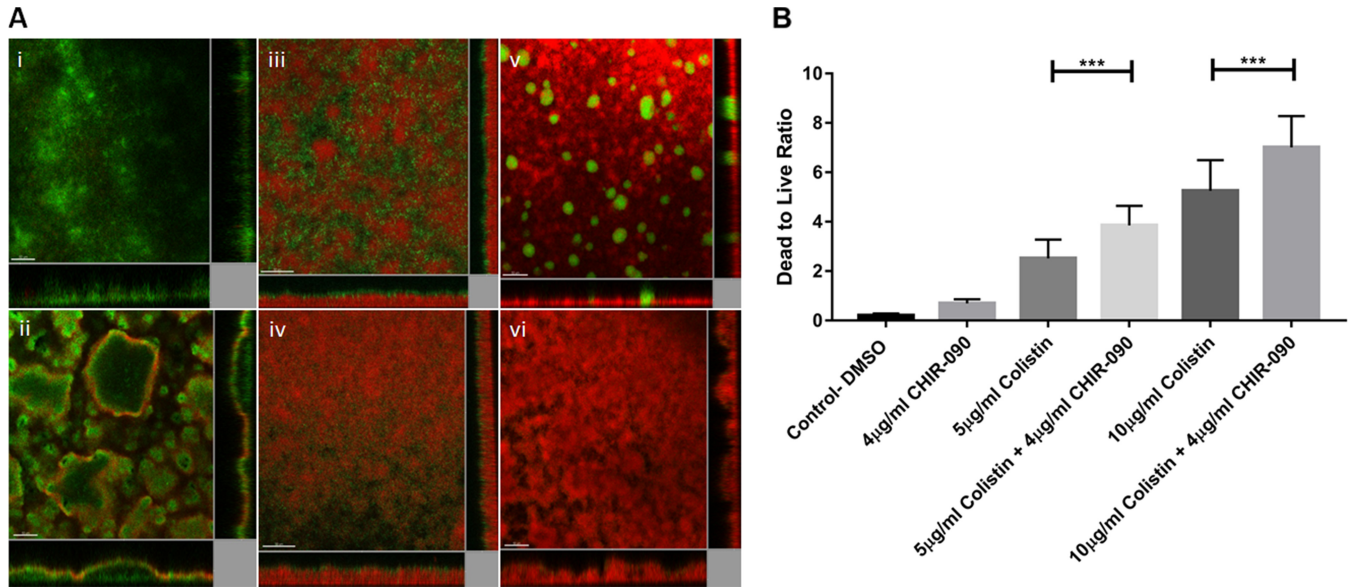 A
i
iii
v
ii
iv
vi
B
Dead to Live Ratio
10
8
6
4
2
0
***
***
Control- DMSO
4µg/ml CHIR-090
5µg/ml Colistin
5µg/ml Colistin + 4µg/ml CHIR-090
10µg/ml Colistin
10µg/ml Colistin + 4µg/ml CHIR-090